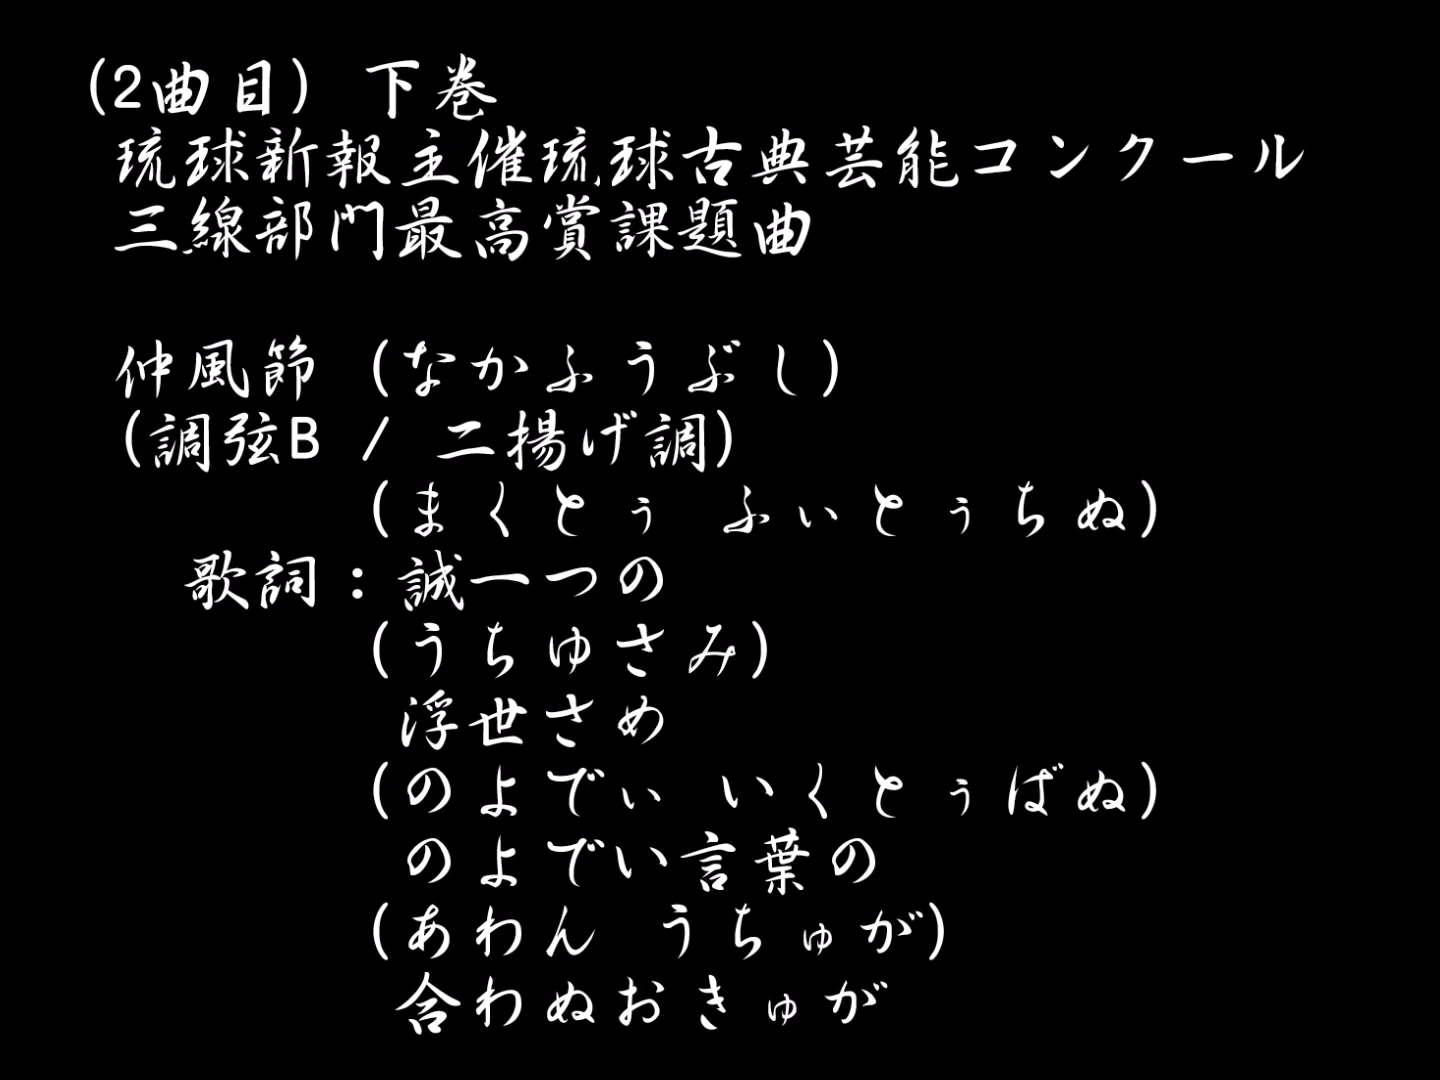 (2曲目) 下巻
琉球新報主催琉球古典芸能コンクール
三線部門最高賞課題曲
仲風節 (なかふうぶし)
(調弦B / 二揚げ調)
(まくとぅ ふぃとぅちぬ)
歌詞：誠一つの
(うちゆさみ)
浮世さめ
(のよでぃ いくとぅばぬ)
のよでい言葉の
(あわん うちゅが)
合わぬおきゅが